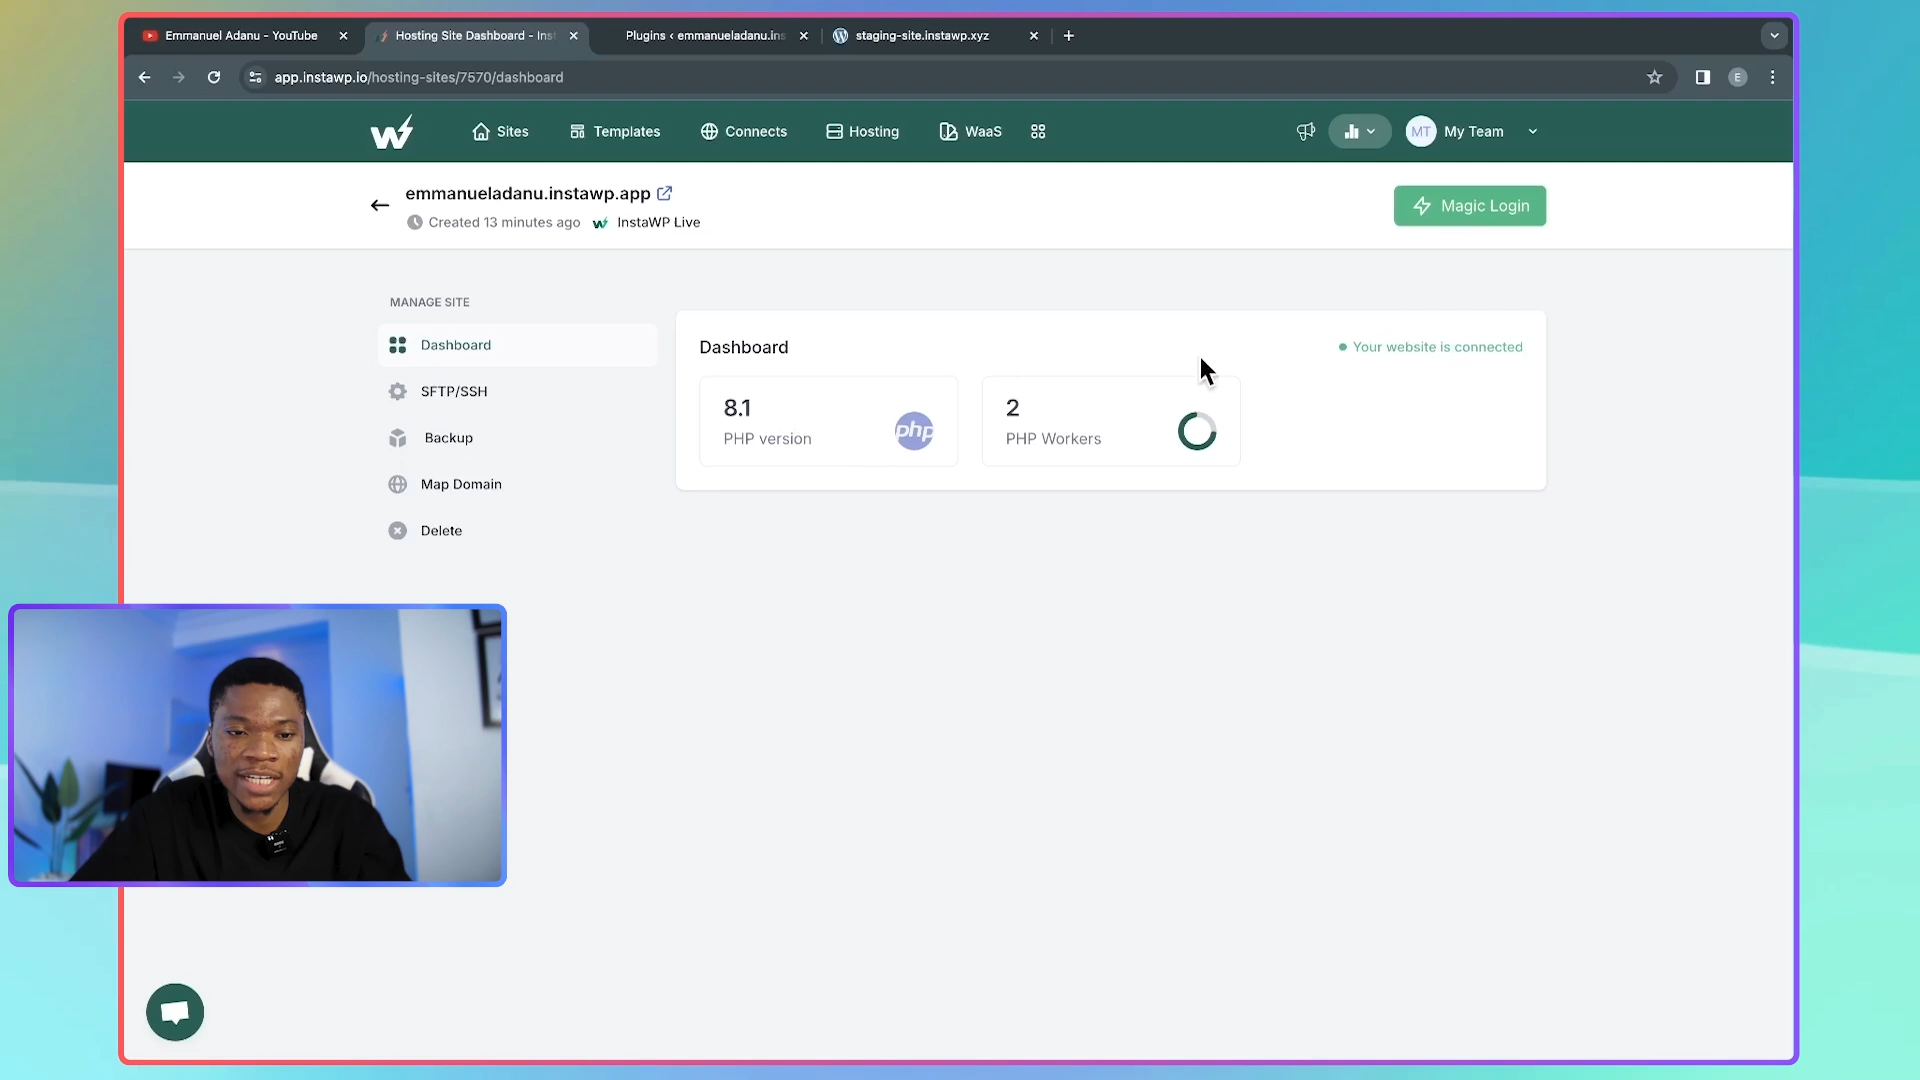 Emmanuel Adanu - YouTube
Hosting Site Dashboard - Inst
Plugins ‹ emmanueladanu.ins
staging-site.instawp.xyz
app.instawp.io/hosting-sites/7570/dashboard
E
Sites
Templates
Connects
Hosting
WaaS
MT
My Team
emmanueladanu.instawp.app
Created 13 minutes ago
InstaWP Live
Magic Login
MANAGE SITE
Dashboard
SFTP/SSH
Backup
Map Domain
Delete
Dashboard
Your website is connected
8.1
PHP version
php
2
PHP Workers